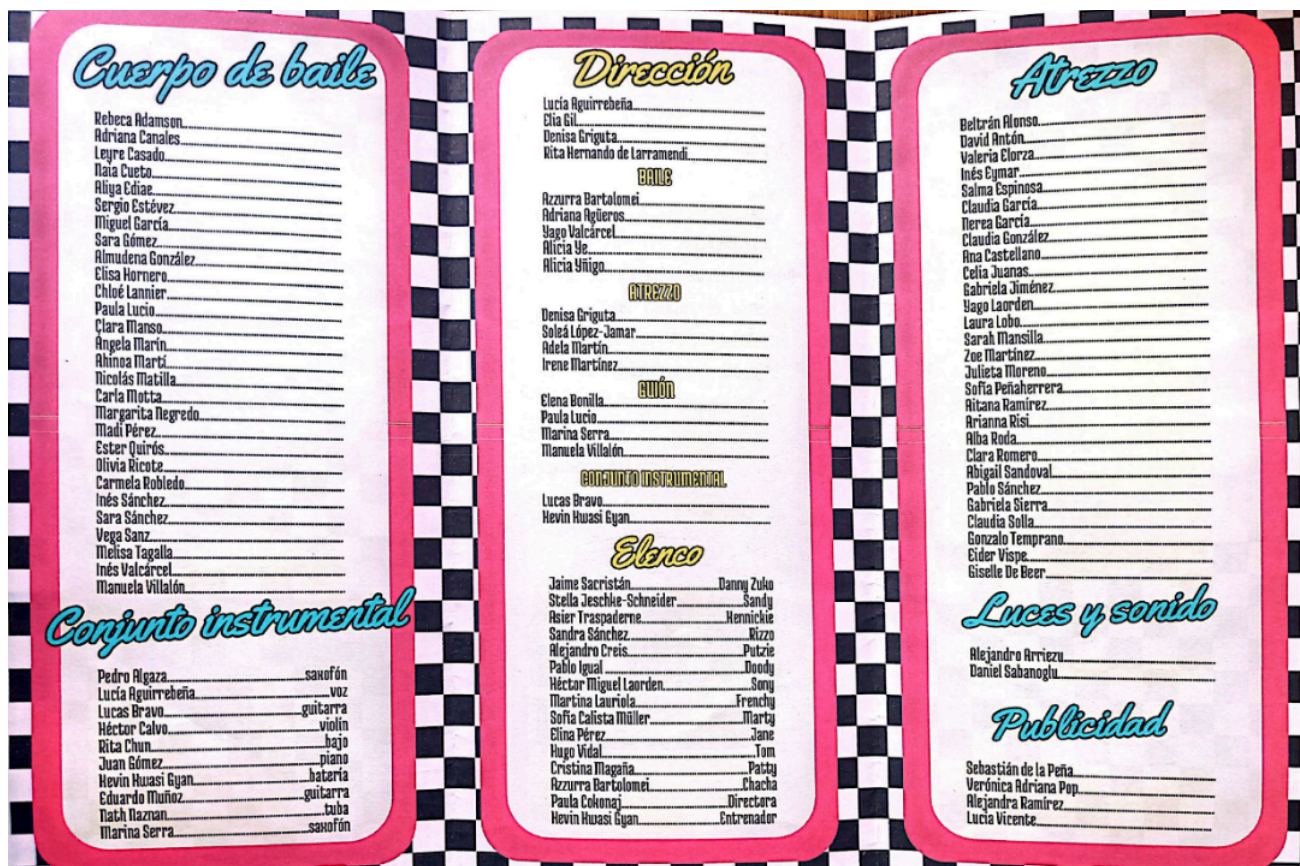 Cuerpo de baile
Rebeca Adamson
Adriana Canales
Leyre Casado
Naia Cueto
Aliya Ediae
Sergio Estévez
Miguel García
Sara Gómez
Almudena González
Elisa Hornero
Chloé Lannier
Paula Lucio
Clara Manso
Ángela Marín
Ahinoa Martí
Nicolás Matilla
Carla Motta
Margarita Negredo
Madi Pérez
Ester Quirós
Olivia Ricote
Carmela Robledo
Inés Sánchez
Sara Sánchez
Vega Sanz
Melisa Tagalla
Inés Valcárcel
Manuela Villalón
Conjunto instrumental
Pedro Algaza saxofón
Lucía Aguirrebeña voz
Lucas Bravo guitarra
Héctor Calvo violín
Rita Chun bajo
Juan Gómez piano
Kevin Kwasi Gyan batería
Eduardo Muñoz guitarra
Nath Naznan tuba
Marina Serra saxofón
Dirección
Lucía Aguirrebeña
Elia Gil
Denisa Griguta
Rita Hernando de Larramendi
BAILE
Azzurra Bartolomei
Adriana Agüeros
Yago Valcárcel
Alicia Ye
Alicia Yñigo
ATREZZO
Denisa Griguta
Soleá López-Jamar
Adela Martín
Irene Martínez
GUIÓN
Elena Bonilla
Paula Lucio
Marina Serra
Manuela Villalón
CONJUNTO INSTRUMENTAL
Lucas Bravo
Kevin Kwasi Gyan
Elenco
Jaime Sacristán Danny Zuko
Stella Jeschke-Schneider Sandy
Asier Traspaderne Kennickie
Sandra Sánchez Rizzo
Alejandro Creis Putzie
Pablo Igual Doody
Héctor Miguel Laorden Sony
Martina Lauriola Frenchy
Sofía Calista Müller Marty
Elina Pérez Jane
Hugo Vidal Tom
Cristina Magaña Patty
Azzurra Bartolomei Chacha
Paula Cokonaj Directora
Kevin Kwasi Gyan Entrenador
Atrezzo
Beltrán Alonso
David Antón
Valeria Elorza
Inés Eymar
Salma Espinosa
Claudia García
Nerea García
Claudia González
Ana Castellano
Celia Juanas
Gabriela Jiménez
Yago Laorden
Laura Lobo
Sarah Mansilla
Zoe Martínez
Julieta Moreno
Sofía Peñaherrera
Aitana Ramírez
Arianna Risi
Alba Roda
Clara Romero
Abigail Sandoval
Pablo Sánchez
Gabriela Sierra
Claudia Solla
Gonzalo Temprano
Eider Vispe
Giselle De Beer
Luces y sonido
Alejandro Arriezu
Daniel Sabanoglu
Publicidad
Sebastián de la Peña
Verónica Adriana Pop
Alejandra Ramírez
Lucía Vicente